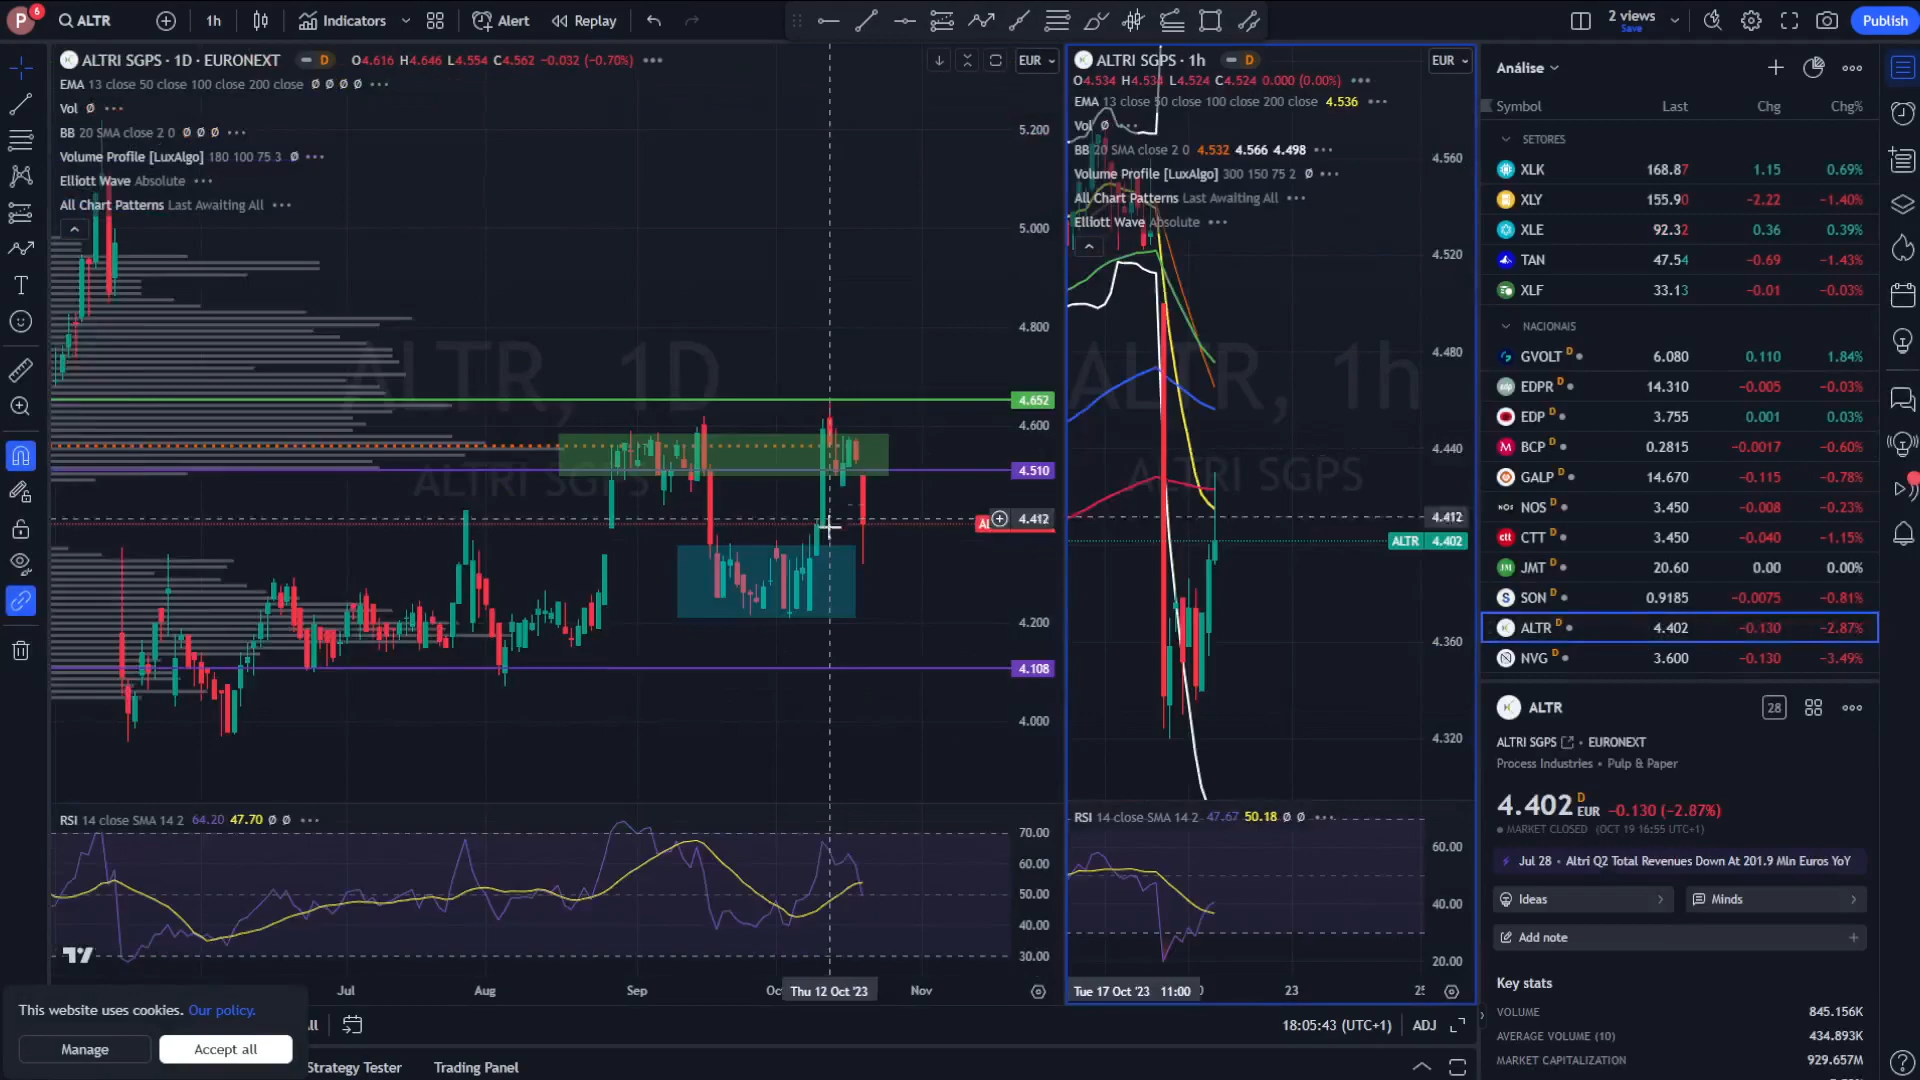 P 6 ALTR 1h Indicators Alert Replay 2 views Save Publish
ALTRI SGPS · 1D · EURONEXT D O4.616 H4.646 L4.554 C4.562 −0.032 (−0.70%) EUR
EMA 13 close 50 close 100 close 200 close Ø Ø Ø Ø
Vol Ø
BB 20 SMA close 2 0 Ø Ø Ø
Volume Profile [LuxAlgo] 180 100 75 3 Ø
Elliott Wave Absolute
All Chart Patterns Last Awaiting All
5.200
5.000
4.800
4.652
4.600
4.510
4.412
4.200
4.108
4.000
ALTR, 1D
ALTRI SGPS
RSI 14 close SMA 14 2 64.20 47.70 Ø Ø
70.00
60.00
50.00
40.00
30.00
Jul Aug Sep Thu 12 Oct '23 Nov
ALTRI SGPS · 1h D EUR
O4.534 H4.534 L4.524 C4.524 0.000 (0.00%)
EMA 13 close 50 close 100 close 200 close 4.536
Vol Ø
BB 20 SMA close 2 0 4.532 4.566 4.498
Volume Profile [LuxAlgo] 300 150 75 2 Ø
All Chart Patterns Last Awaiting All
Elliott Wave Absolute
4.560
4.520
4.480
4.440
4.412
ALTR 4.402
4.360
4.320
ALTR, 1h
ALTRI SGPS
RSI 14 close SMA 14 2 47.67 50.18 Ø Ø
60.00
40.00
20.00
Tue 17 Oct '23 11:00 23
This website uses cookies. Our policy.
Manage Accept all
18:05:43 (UTC+1) ADJ
Strategy Tester Trading Panel
Análise
Symbol Last Chg Chg%
SETORES
XLK 168.87 1.15 0.69%
XLY 155.90 −2.22 −1.40%
XLE 92.32 0.36 0.39%
TAN 47.54 −0.69 −1.43%
XLF 33.13 −0.01 −0.03%
NACIONAIS
GVOLT D 6.080 0.110 1.84%
EDPR D 14.310 −0.005 −0.03%
EDP D 3.755 0.001 0.03%
BCP D 0.2815 −0.0017 −0.60%
GALP D 14.670 −0.115 −0.78%
NOS D 3.450 −0.008 −0.23%
CTT D 3.450 −0.040 −1.15%
JMT D 20.60 0.00 0.00%
SON D 0.9185 −0.0075 −0.81%
ALTR D 4.402 −0.130 −2.87%
NVG D 3.600 −0.130 −3.49%
ALTR 28
ALTRI SGPS • EURONEXT
Process Industries • Pulp & Paper
4.402 D EUR −0.130 (−2.87%)
MARKET CLOSED (OCT 19 16:55 UTC+1)
Jul 28 • Altri Q2 Total Revenues Down At 201.9 Mln Euros YoY
Ideas Minds
Add note
Key stats
VOLUME 845.156K
AVERAGE VOLUME (10) 434.893K
MARKET CAPITALIZATION 929.657M